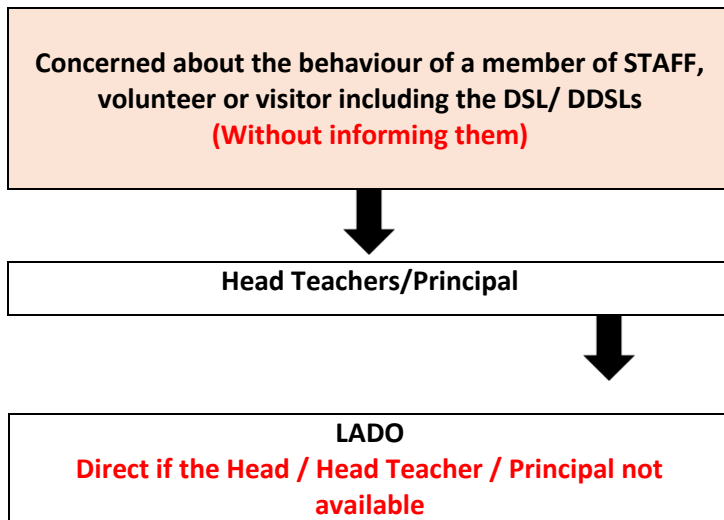 Concerned about the behaviour of a member of STAFF,
volunteer or visitor including the DSL/ DDSLs
(Without informing them)
Head Teachers/Principal
LADO
Direct if the Head / Head Teacher / Principal not
available